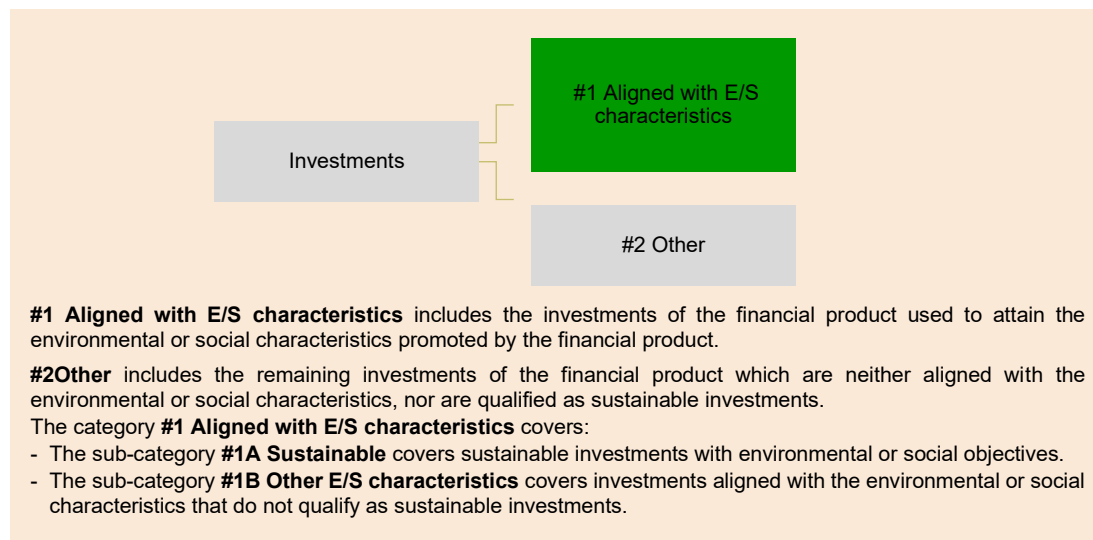 #1 Aligned with E/S
characteristics
Investments
#2 Other
#1 Aligned with E/S characteristics includes the investments of the financial product used to attain the
environmental or social characteristics promoted by the financial product.
#2Other includes the remaining investments of the financial product which are neither aligned with the
environmental or social characteristics, nor are qualified as sustainable investments.
The category #1 Aligned with E/S characteristics covers:
- The sub-category #1A Sustainable covers sustainable investments with environmental or social objectives.
- The sub-category #1B Other E/S characteristics covers investments aligned with the environmental or social
characteristics that do not qualify as sustainable investments.